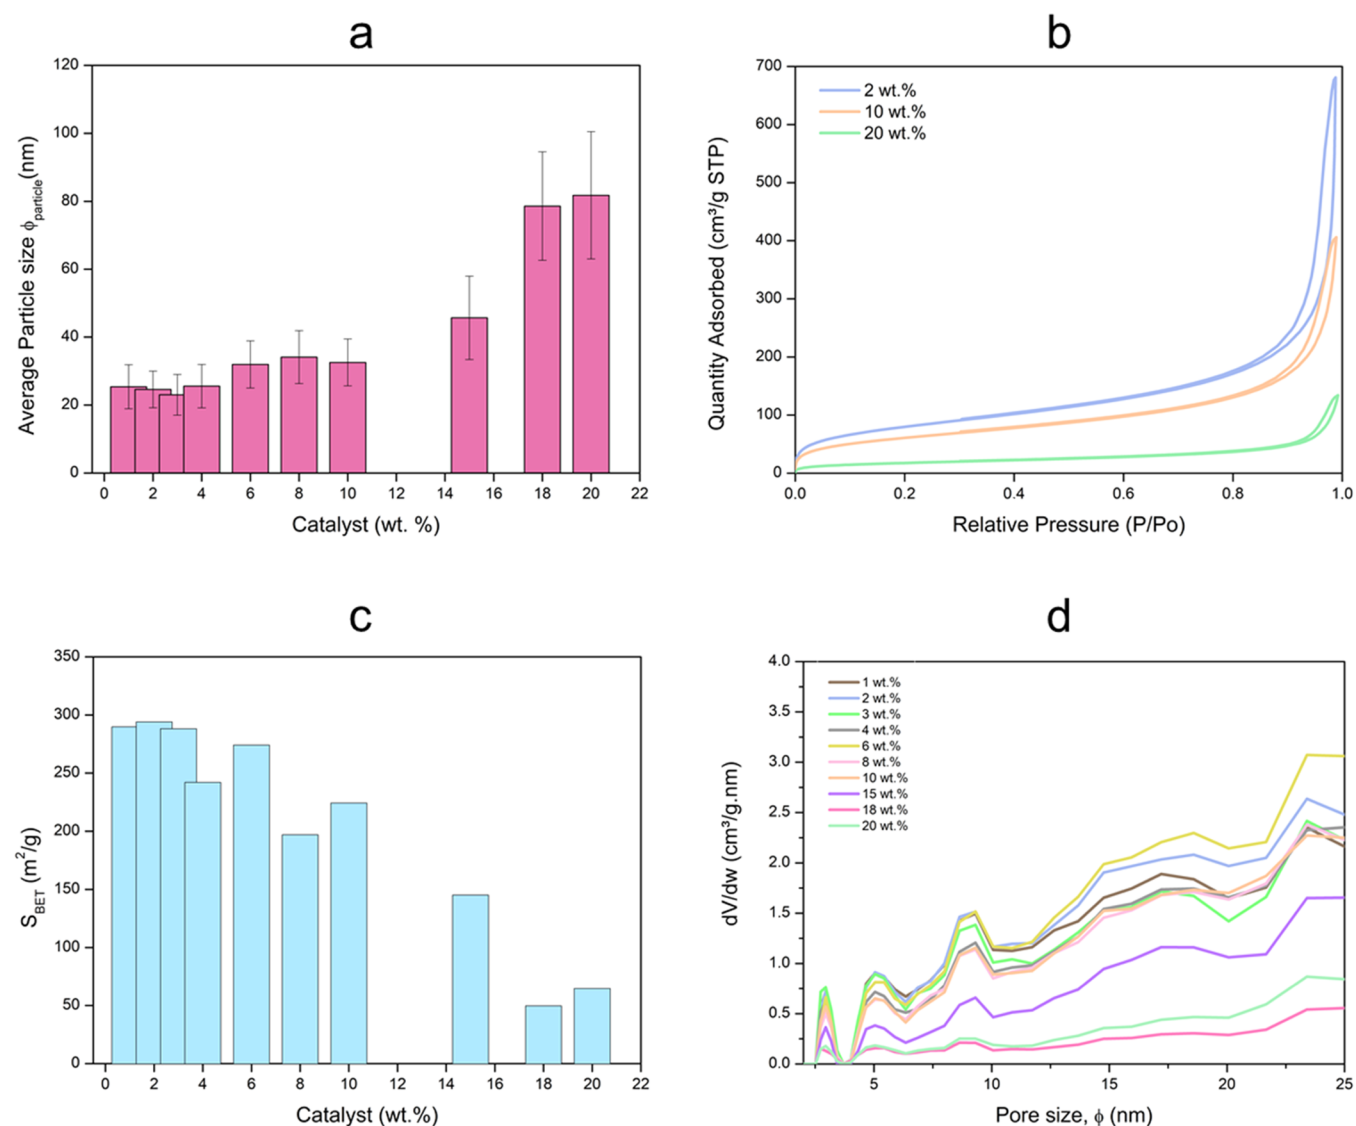 a
120
100
80
60
40
20
0
Average Particle size ϕparticle(nm)
0 2 4 6 8 10 12 14 16 18 20 22
Catalyst (wt. %)
b
700
600
500
400
300
200
100
0
Quantity Adsorbed (cm³/g STP)
2 wt.%
10 wt.%
20 wt.%
0.0 0.2 0.4 0.6 0.8 1.0
Relative Pressure (P/Po)
c
350
300
250
200
150
100
50
0
SBET (m²/g)
0 2 4 6 8 10 12 14 16 18 20 22
Catalyst (wt.%)
d
4.0
3.5
3.0
2.5
2.0
1.5
1.0
0.5
0.0
dV/dw (cm³/g.nm)
1 wt.%
2 wt.%
3 wt.%
4 wt.%
6 wt.%
8 wt.%
10 wt.%
15 wt.%
18 wt.%
20 wt.%
5 10 15 20 25
Pore size, ϕ (nm)